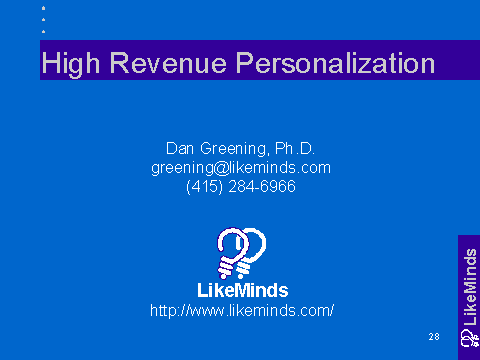 High Revenue Personalization
Dan Greening, Ph.D.
greening@likeminds.com
(415) 284-6966
LikeMinds
http://www.likeminds.com/
LikeMinds
28